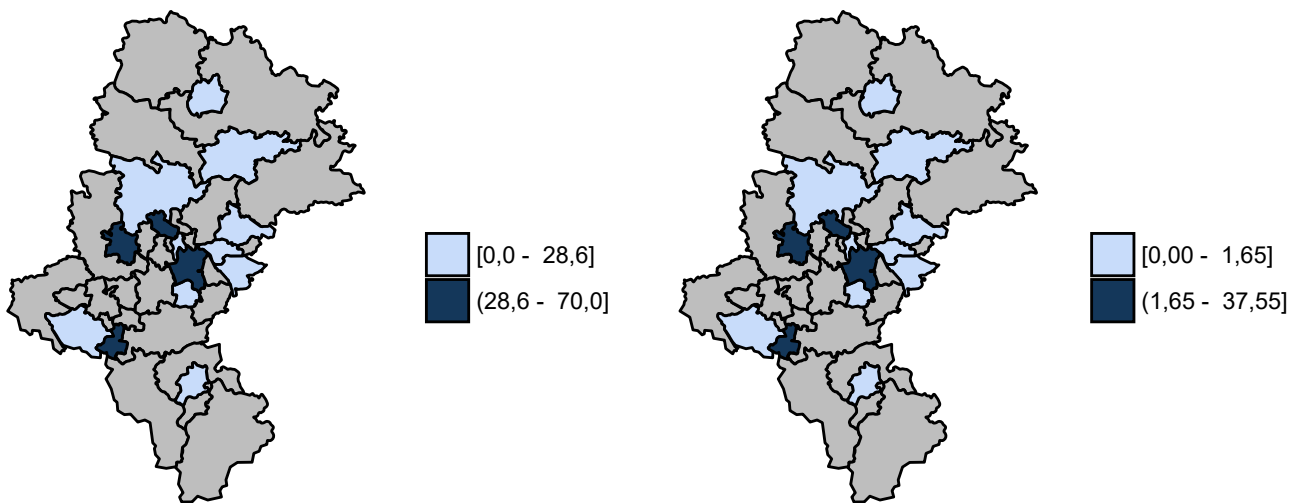 [0,0 - 28,6]
(28,6 - 70,0]
[0,00 - 1,65]
(1,65 - 37,55]